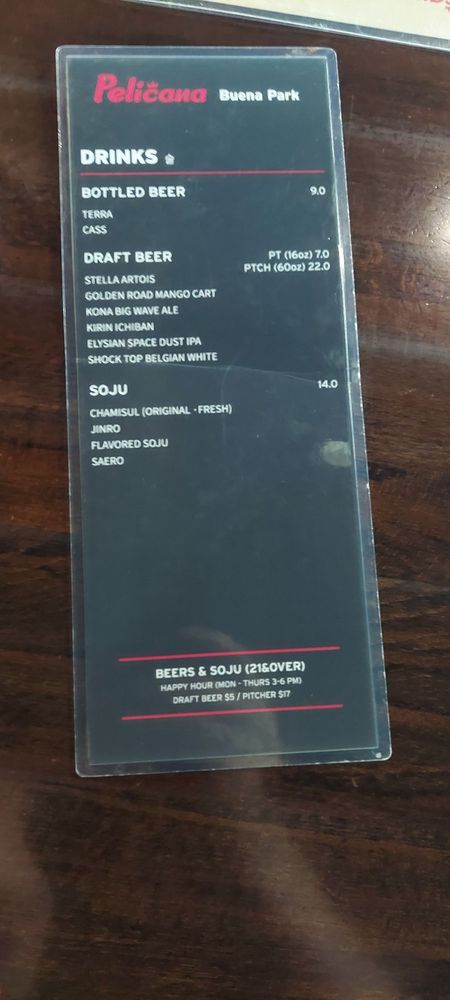 Pelicana Buena Park
DRINKS
BOTTLED BEER 9.0
TERRA
CASS
DRAFT BEER PT (16oz) 7.0
PTCH (60oz) 22.0
STELLA ARTOIS
GOLDEN ROAD MANGO CART
KONA BIG WAVE ALE
KIRIN ICHIBAN
ELYSIAN SPACE DUST IPA
SHOCK TOP BELGIAN WHITE
SOJU 14.0
CHAMISUL (ORIGINAL · FRESH)
JINRO
FLAVORED SOJU
SAERO
BEERS & SOJU (21&OVER)
HAPPY HOUR (MON - THURS 3-6 PM)
DRAFT BEER $5 / PITCHER $17